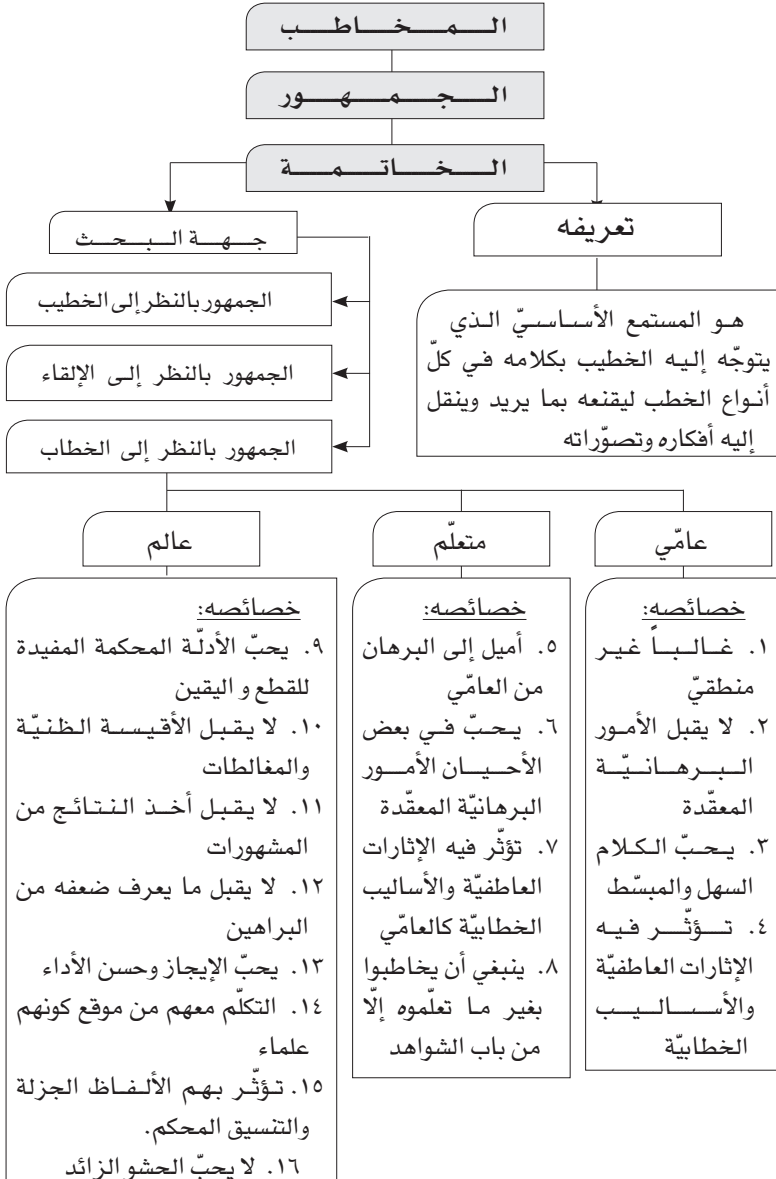 المخاطب
الجمهور
الخاتمة
تعريفه
هو المستمع الأساسيّ الذي
يتوجّه إليه الخطيب بكلامه في كلّ
أنواع الخطب ليقنعه بما يريد وينقل
إليه أفكاره وتصوّراته
جهة البحث
الجمهور بالنظر إلى الخطيب
الجمهور بالنظر إلى الإلقاء
الجمهور بالنظر إلى الخطاب
عامّي
خصائصه:
١. غالباً غير
منطقيّ
٢. لا يقبل الأمور
البرهانيّة
المعقّدة
٣. يحبّ الكلام
السهل والمبسّط
٤. تؤثّر فيه
الإثارات العاطفيّة
والأساليب
الخطابيّة
متعلّم
خصائصه:
٥. أميل إلى البرهان
من العامّي
٦. يحبّ في بعض
الأحيان الأمور
البرهانيّة المعقّدة
٧. تؤثّر فيه الإثارات
العاطفيّة والأساليب
الخطابيّة كالعامّي
٨. ينبغي أن يخاطبوا
بغير ما تعلّموه إلّا
من باب الشواهد
عالم
خصائصه:
٩. يحبّ الأدلّة المحكمة المفيدة
للقطع و اليقين
١٠. لا يقبل الأقيسة الظنيّة
والمغالطات
١١. لا يقبل أخذ النتائج من
المشهورات
١٢. لا يقبل ما يعرف ضعفه من
البراهين
١٣. يحبّ الإيجاز وحسن الأداء
١٤. التكلّم معهم من موقع كونهم
علماء
١٥. تؤثّر بهم الألفاظ الجزلة
والتنسيق المحكم.
١٦. لا يحبّ الحشو الزائد